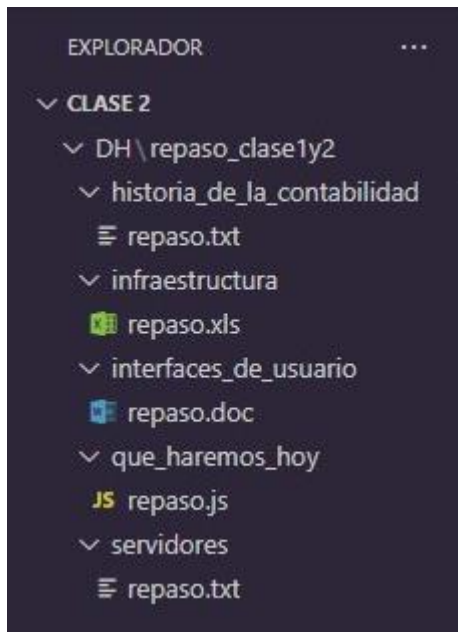 EXPLORADOR ...
CLASE 2
DH\repaso_clase1y2
historia_de_la_contabilidad
repaso.txt
infraestructura
repaso.xls
interfaces_de_usuario
repaso.doc
que_haremos_hoy
JS repaso.js
servidores
repaso.txt